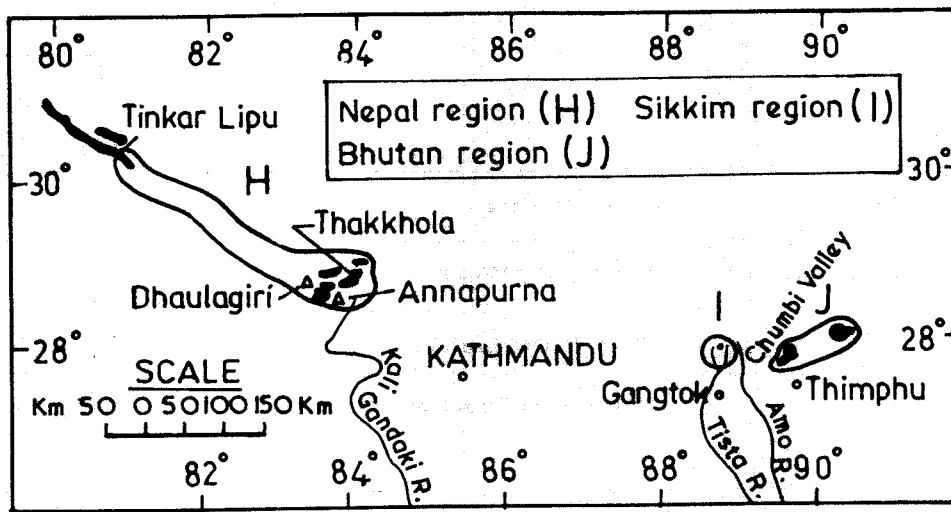 80° 82° 84° 86° 88° 90°
Nepal region (H) Sikkim region (I)
Bhutan region (J)
Tinkar Lipu
30° H 30°
Thakkhola
Dhaulagiri Annapurna
Chumbi Valley
I J
28° KATHMANDU 28°
Kali Gandaki R.
SCALE
Km 50 0 50 100 150 Km
Gangtok Thimphu
Tista R. Amo R.
82° 84° 86° 88° 90°